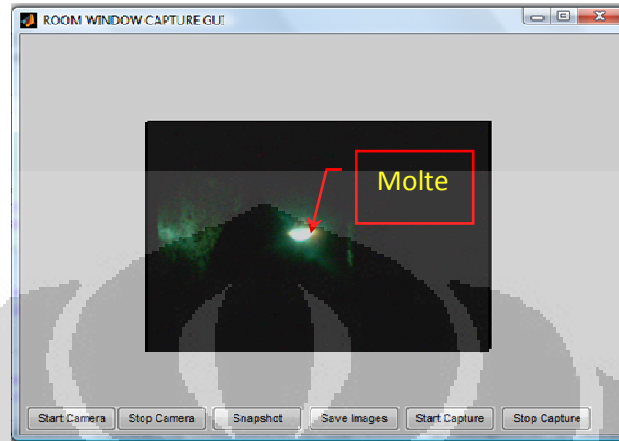 ROOM WINDOW CAPTURE GUI
Molte
Start Camera
Stop Camera
Snapshot
Save Images
Start Capture
Stop Capture